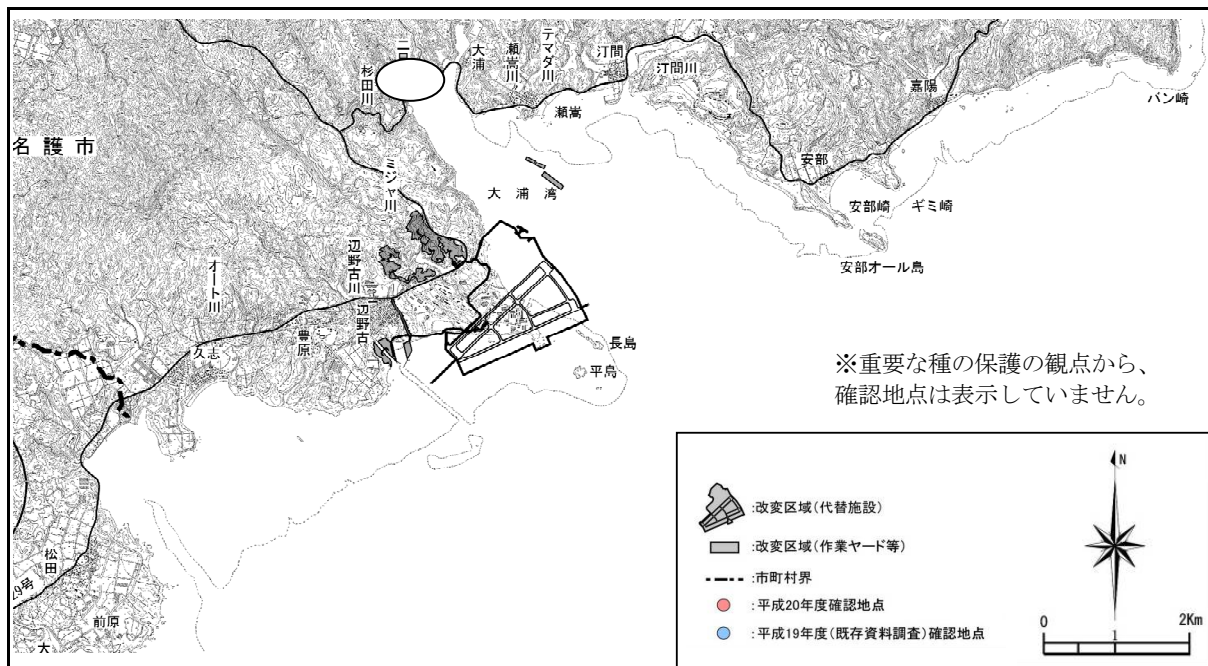 大浦
瀬嵩川
テマダ川
汀間
汀間川
嘉陽
バン崎
杉田川
瀬嵩
名護市
ミジャ川
大浦湾
安部
安部崎
ギミ崎
安部オール島
辺野古川
オート川
辺野古
豊原
久志
長島
平島
※重要な種の保護の観点から、
確認地点は表示していません。
松田
29号
前原
大
:改変区域(代替施設)
:改変区域(作業ヤード等)
:市町村界
:平成20年度確認地点
:平成19年度(既存資料調査)確認地点
N
0 1 2Km